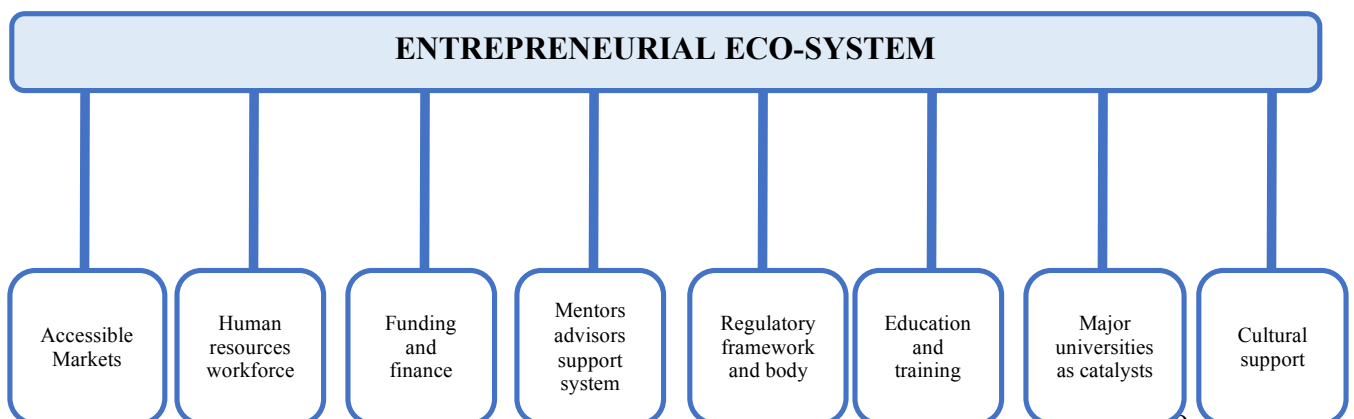 ENTREPRENEURIAL ECO-SYSTEM
Accessible
Markets
Human
resources
workforce
Funding
and
finance
Mentors
advisors
support
system
Regulatory
framework
and body
Education
and
training
Major
universities
as catalysts
Cultural
support